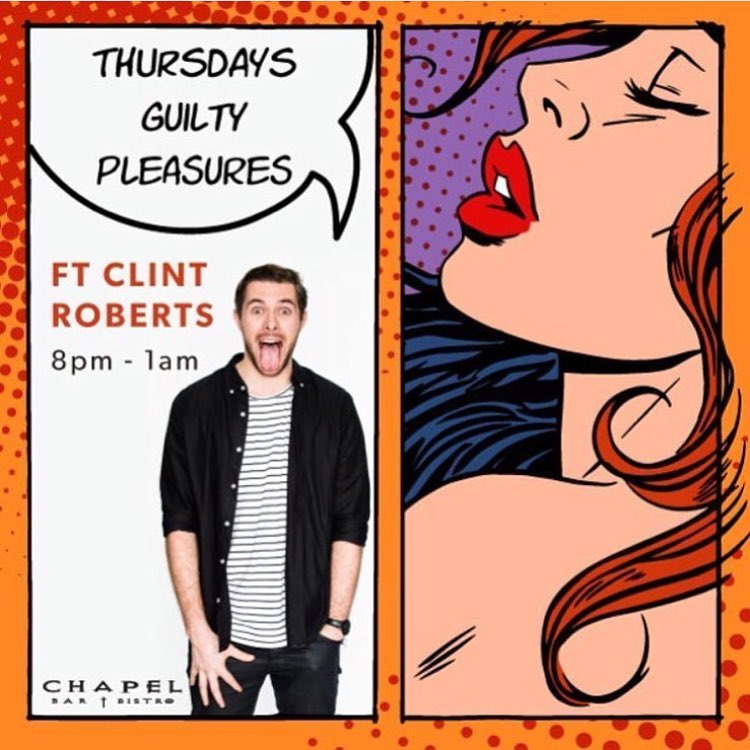 THURSDAYS
GUILTY
PLEASURES
FT CLINT
ROBERTS
8pm - 1am
CHAPEL
BAR † BISTRO